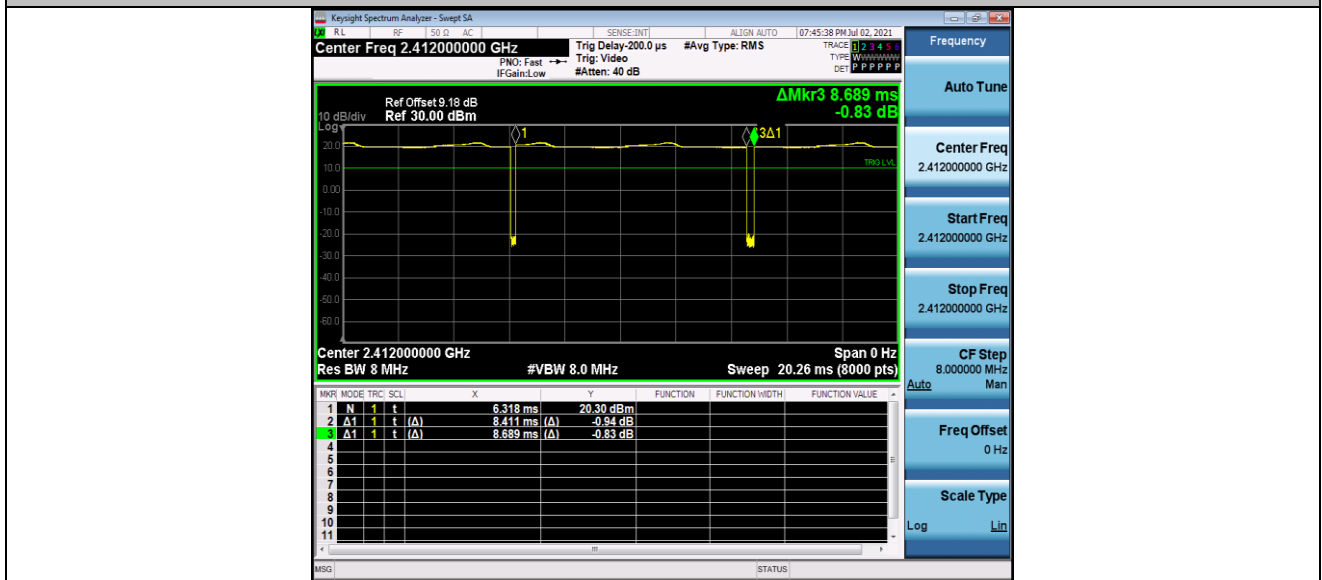 Keysight Spectrum Analyzer - Swept SA
LXI RL RF 50 Ω AC SENSE:INT ALIGN AUTO 07:45:38 PM Jul 02, 2021
Center Freq 2.412000000 GHz
PNO: Fast
IFGain:Low
Trig Delay-200.0 µs
Trig: Video
#Atten: 40 dB
#Avg Type: RMS
TRACE 1 2 3 4 5 6
TYPE WWWWWW
DET P P P P P P
ΔMkr3 8.689 ms
-0.83 dB
Ref Offset 9.18 dB
10 dB/div Ref 30.00 dBm
Log
1
3Δ1
20.0
10.0
TRIG LVL
0.00
-10.0
-20.0
-30.0
-40.0
-50.0
-60.0
Center 2.412000000 GHz Span 0 Hz
Res BW 8 MHz #VBW 8.0 MHz Sweep 20.26 ms (8000 pts)
MKR MODE TRC SCL X Y FUNCTION FUNCTION WIDTH FUNCTION VALUE
1 N 1 t 6.318 ms 20.30 dBm
2 Δ1 1 t (Δ) 8.411 ms (Δ) -0.94 dB
3 Δ1 1 t (Δ) 8.689 ms (Δ) -0.83 dB
4
5
6
7
8
9
10
11
MSG STATUS
Frequency
Auto Tune
Center Freq
2.412000000 GHz
Start Freq
2.412000000 GHz
Stop Freq
2.412000000 GHz
CF Step
8.000000 MHz
Auto Man
Freq Offset
0 Hz
Scale Type
Log Lin